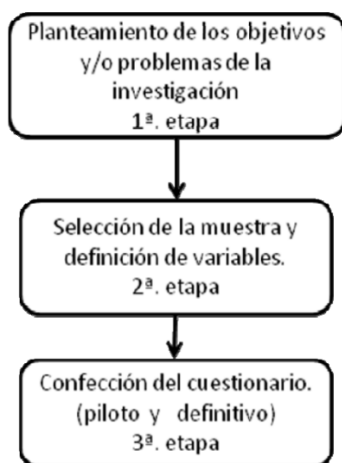 Planteamiento de los objetivos
y/o problemas de la
investigación
1ª. etapa
Selección de la muestra y
definición de variables.
2ª. etapa
Confección del cuestionario.
(piloto y definitivo)
3ª. etapa